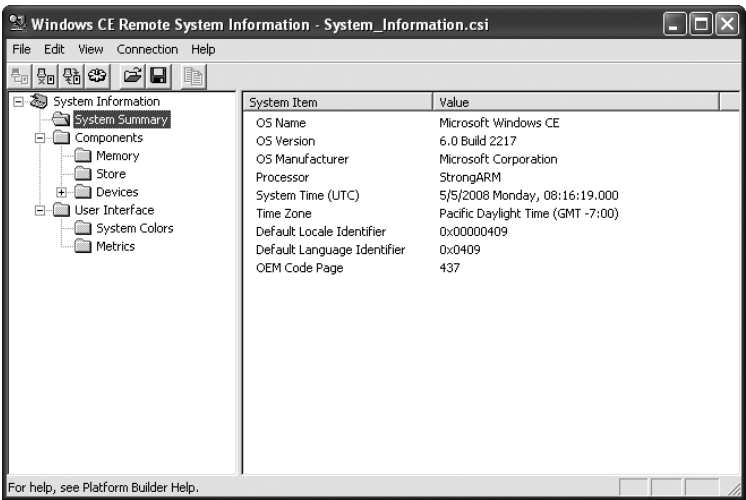 Windows CE Remote System Information - System_Information.csi
File Edit View Connection Help
System Information
System Summary
Components
Memory
Store
Devices
User Interface
System Colors
Metrics
System Item Value
OS Name Microsoft Windows CE
OS Version 6.0 Build 2217
OS Manufacturer Microsoft Corporation
Processor StrongARM
System Time (UTC) 5/5/2008 Monday, 08:16:19.000
Time Zone Pacific Daylight Time (GMT -7:00)
Default Locale Identifier 0x00000409
Default Language Identifier 0x0409
OEM Code Page 437
For help, see Platform Builder Help.